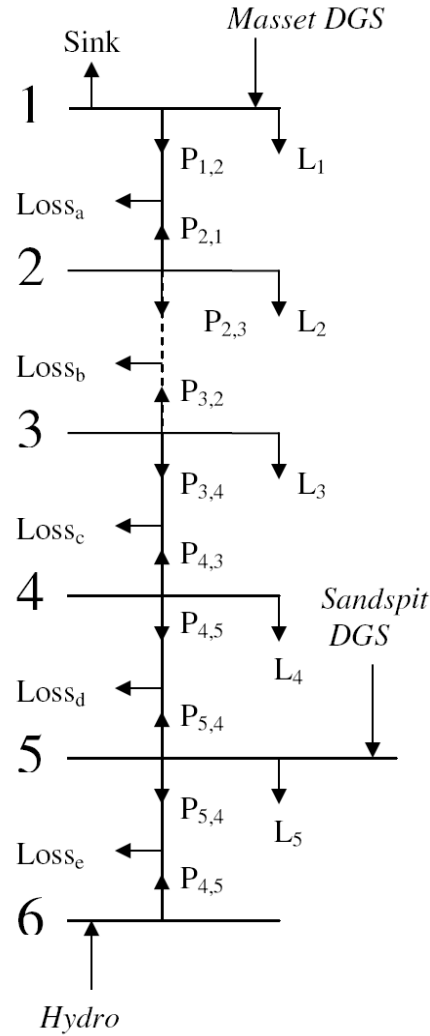 Masset DGS
Sink
1
P1,2
L1
Lossa
P2,1
2
P2,3
L2
Lossb
P3,2
3
P3,4
L3
Lossc
P4,3
4
Sandspit
DGS
P4,5
L4
Lossd
P5,4
5
P5,4
L5
Losse
P4,5
6
Hydro